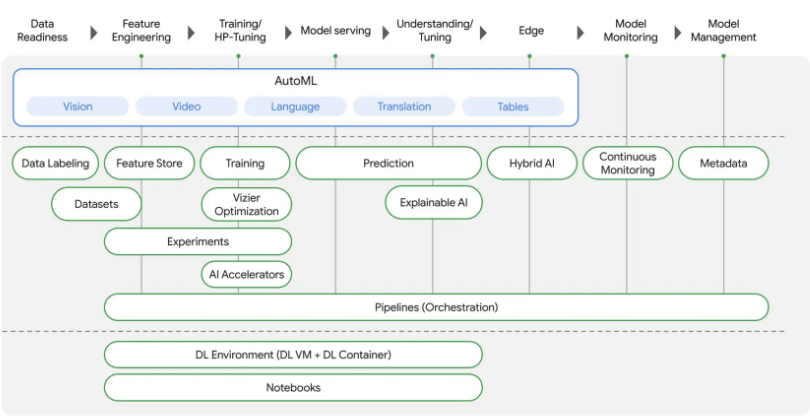 Data
Readiness
Feature
Engineering
Training/
HP-Tuning
Model serving
Understanding/
Tuning
Edge
Model
Monitoring
Model
Management
AutoML
Vision
Video
Language
Translation
Tables
Data Labeling
Feature Store
Training
Prediction
Hybrid AI
Continuous
Monitoring
Metadata
Datasets
Vizier
Optimization
Explainable AI
Experiments
AI Accelerators
Pipelines (Orchestration)
DL Environment (DL VM + DL Container)
Notebooks